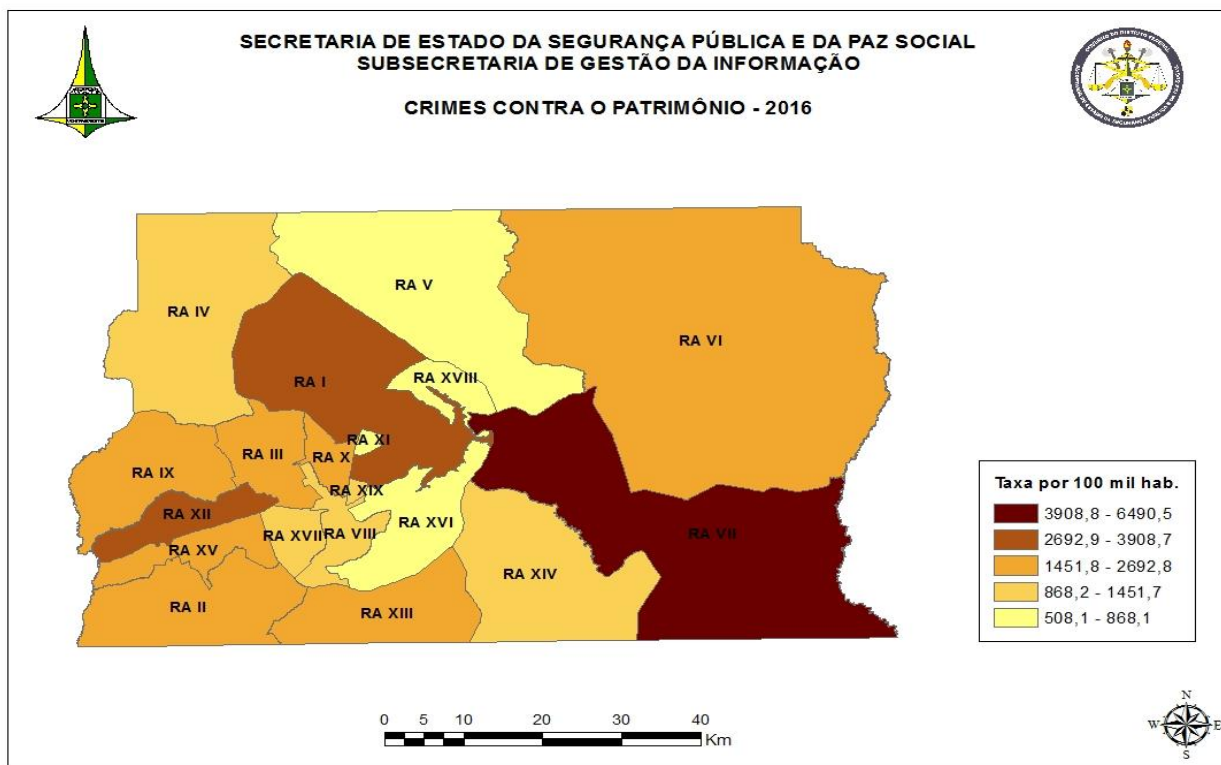 SECRETARIA DE ESTADO DA SEGURANÇA PÚBLICA E DA PAZ SOCIAL
SUBSECRETARIA DE GESTÃO DA INFORMAÇÃO
CRIMES CONTRA O PATRIMÔNIO - 2016
RA V
RA IV
RA VI
RA I
RA XVIII
RA XI
RA III
RA X
RA IX
RA XIX
RA XII
RA XVI
RA XVII
RA VIII
RA VII
RA XV
RA XIV
RA II
RA XIII
Taxa por 100 mil hab.
3908,8 - 6490,5
2692,9 - 3908,7
1451,8 - 2692,8
868,2 - 1451,7
508,1 - 868,1
0 5 10 20 30 40
Km
N
W E
S